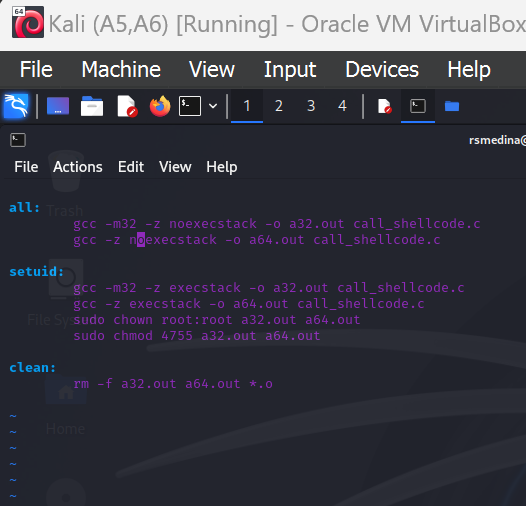 64
Kali (A5,A6) [Running] - Oracle VM VirtualBox
File Machine View Input Devices Help
1 2 3 4
rsmedina@
File Actions Edit View Help
all:
gcc -m32 -z noexecstack -o a32.out call_shellcode.c
gcc -z noexecstack -o a64.out call_shellcode.c
Trash
setuid:
gcc -m32 -z execstack -o a32.out call_shellcode.c
gcc -z execstack -o a64.out call_shellcode.c
File Sys
sudo chown root:root a32.out a64.out
sudo chmod 4755 a32.out a64.out
clean:
rm -f a32.out a64.out *.o
~
~
Home
~
~
~
~